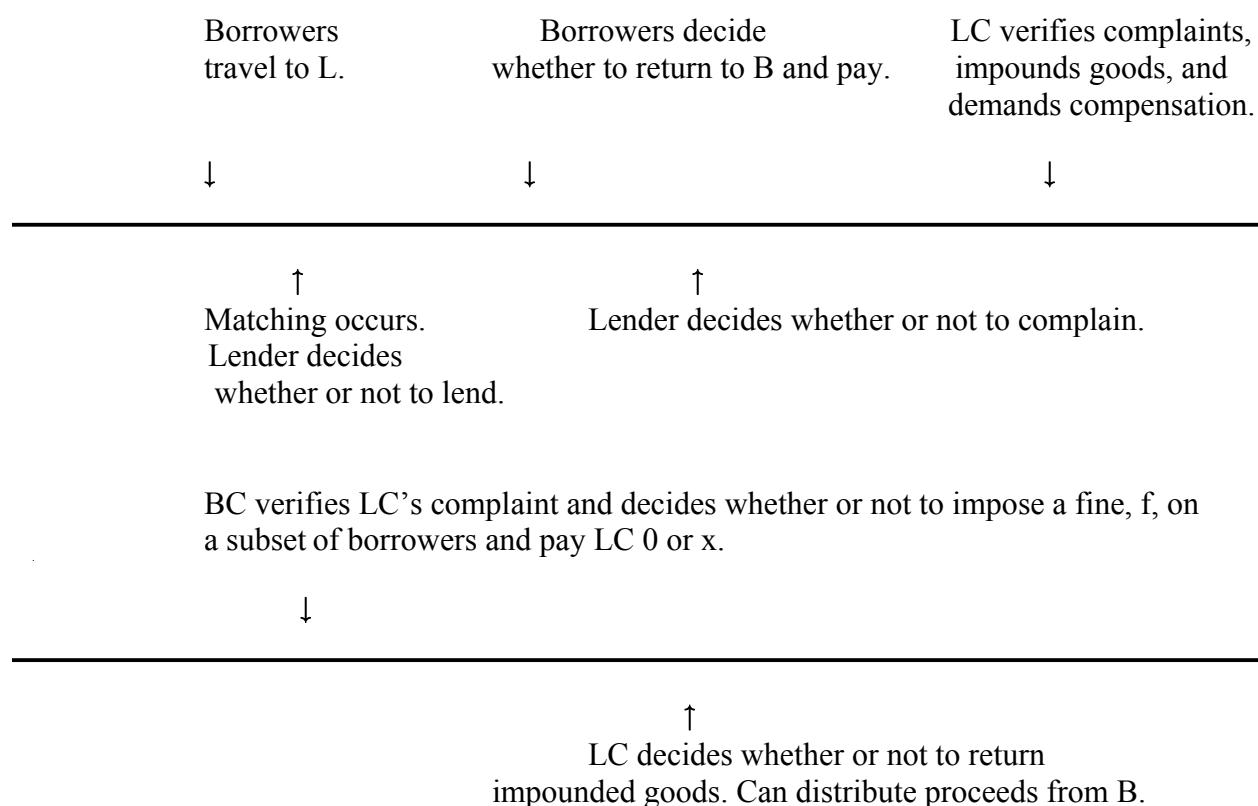 Borrowers
travel to L.
Borrowers decide
whether to return to B and pay.
LC verifies complaints,
impounds goods, and
demands compensation.
↓ ↓ ↓
↑ ↑
Matching occurs.
Lender decides
whether or not to lend.
Lender decides whether or not to complain.
BC verifies LC’s complaint and decides whether or not to impose a fine, f, on
a subset of borrowers and pay LC 0 or x.
↓
↑
LC decides whether or not to return
impounded goods. Can distribute proceeds from B.